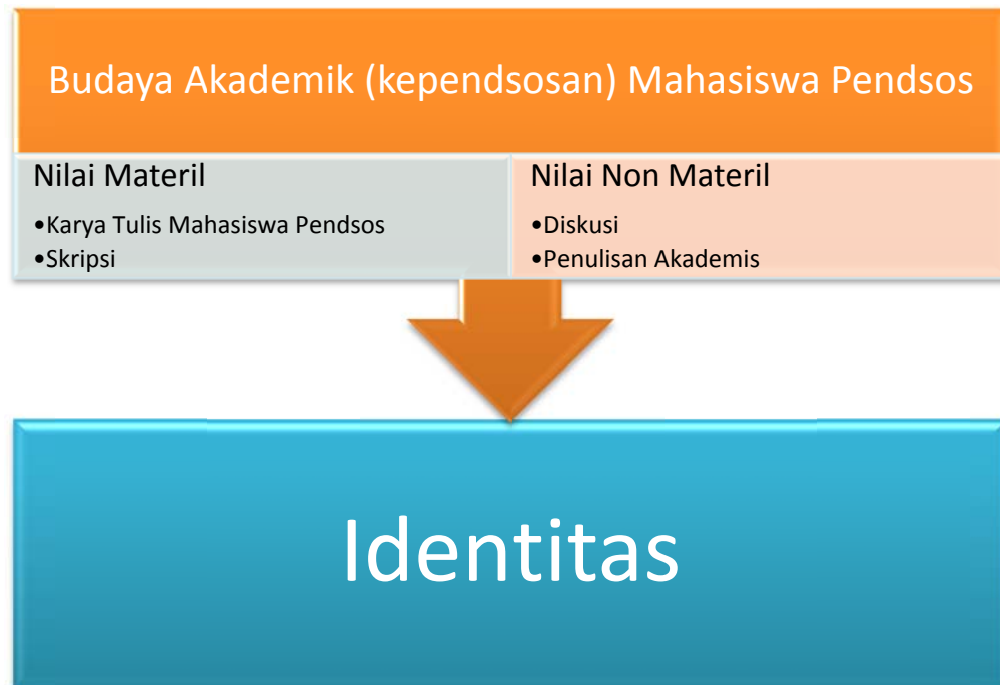 Budaya Akademik (kependsosan) Mahasiswa Pendsos
Nilai Materil
•Karya Tulis Mahasiswa Pendsos
•Skripsi
Nilai Non Materil
•Diskusi
•Penulisan Akademis
Identitas